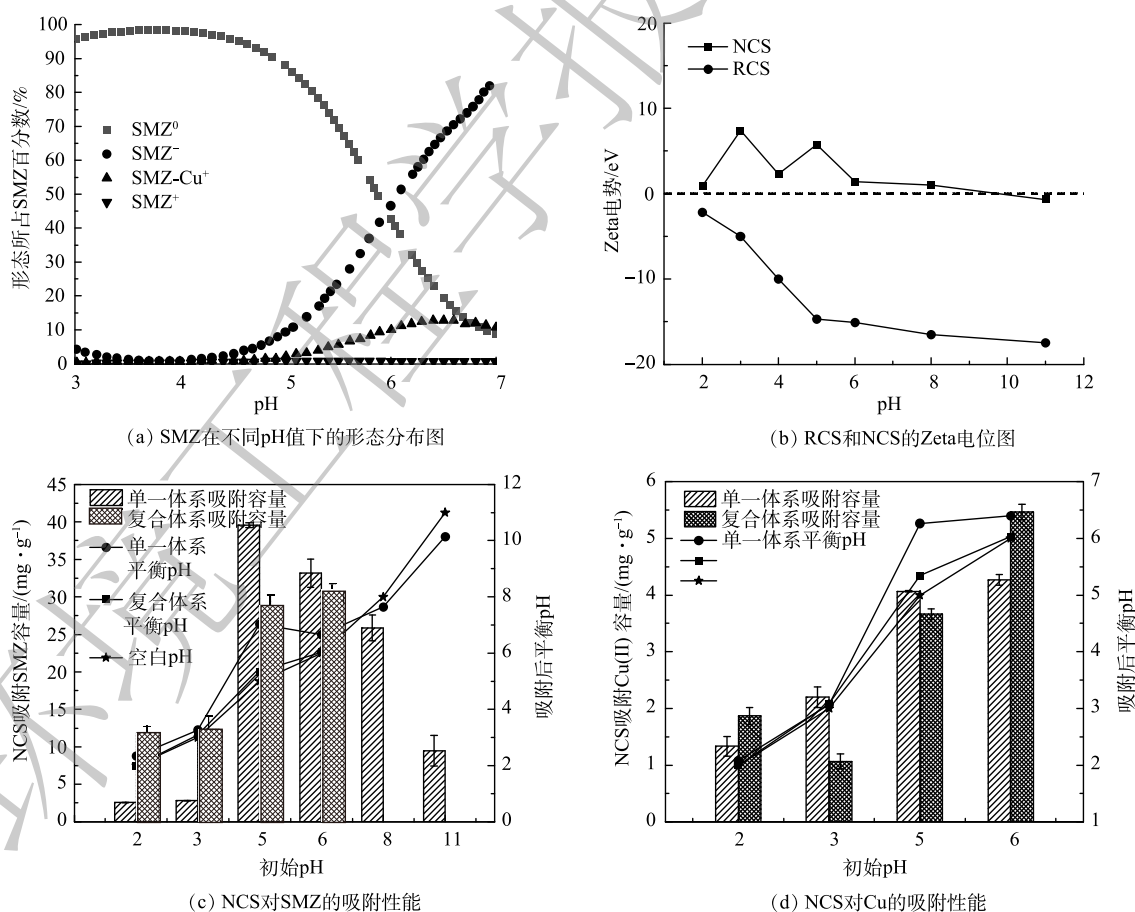 100
90
80
70
60
50
40
30
20
10
0
形态所占SMZ百分数/%
SMZ⁰
SMZ⁻
SMZ-Cu⁺
SMZ⁺
3
4
5
6
7
pH
(a) SMZ在不同pH值下的形态分布图
20
10
0
−10
−20
Zeta电势/eV
NCS
RCS
2
4
6
8
10
12
pH
(b) RCS和NCS的Zeta电位图
45
40
35
30
25
20
15
10
5
0
NCS吸附SMZ容量/(mg·g⁻¹)
单一体系吸附容量
复合体系吸附容量
单一体系
平衡pH
复合体系
平衡pH
空白pH
12
10
8
6
4
2
0
吸附后平衡pH
2
3
5
6
8
11
初始pH
(c) NCS对SMZ的吸附性能
6
5
4
3
2
1
0
NCS吸附Cu(II) 容量/(mg·g⁻¹)
单一体系吸附容量
复合体系吸附容量
单一体系平衡pH
7
6
5
4
3
2
1
吸附后平衡pH
2
3
5
6
初始pH
(d) NCS对Cu的吸附性能
环境工程学报